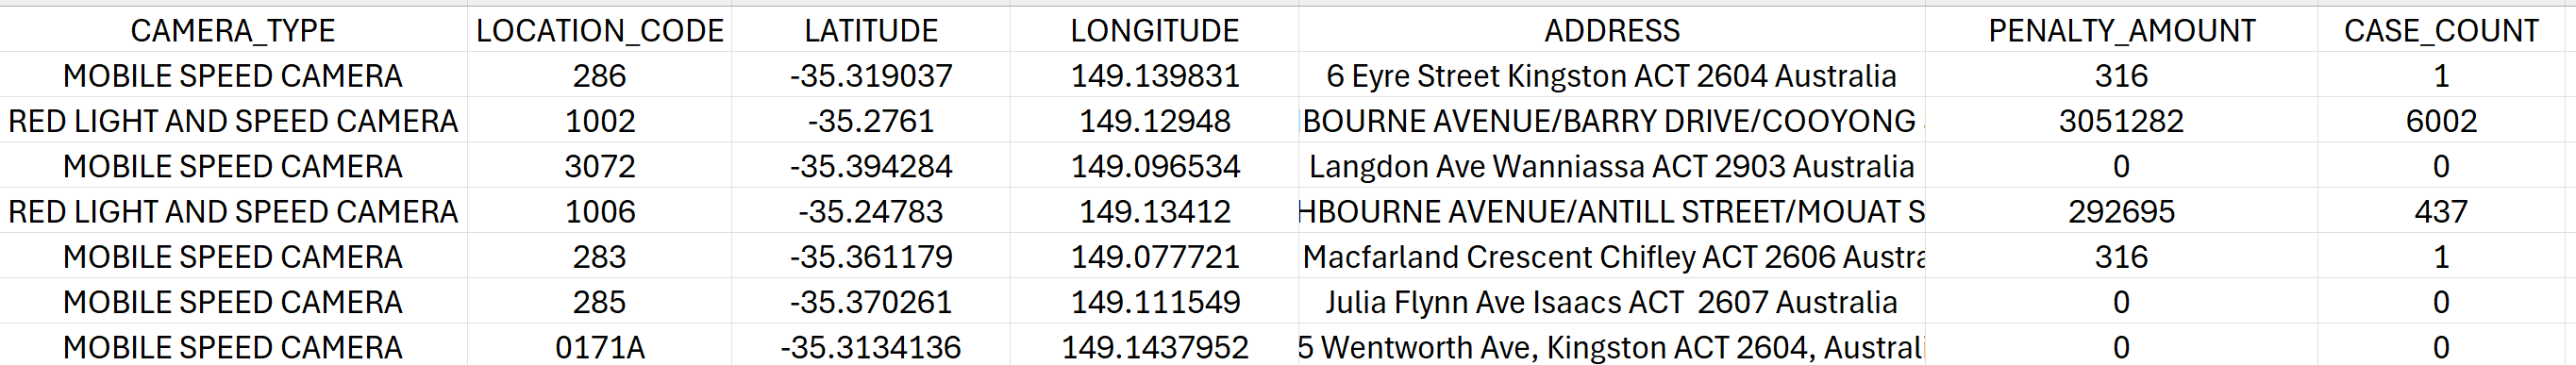 CAMERA_TYPE LOCATION_CODE LATITUDE LONGITUDE ADDRESS PENALTY_AMOUNT CASE_COUNT
MOBILE SPEED CAMERA 286 -35.319037 149.139831 6 Eyre Street Kingston ACT 2604 Australia 316 1
RED LIGHT AND SPEED CAMERA 1002 -35.2761 149.12948 BOURNE AVENUE/BARRY DRIVE/COOYONG 3051282 6002
MOBILE SPEED CAMERA 3072 -35.394284 149.096534 Langdon Ave Wanniassa ACT 2903 Australia 0 0
RED LIGHT AND SPEED CAMERA 1006 -35.24783 149.13412 HBOURNE AVENUE/ANTILL STREET/MOUAT S 292695 437
MOBILE SPEED CAMERA 283 -35.361179 149.077721 Macfarland Crescent Chifley ACT 2606 Austra 316 1
MOBILE SPEED CAMERA 285 -35.370261 149.111549 Julia Flynn Ave Isaacs ACT 2607 Australia 0 0
MOBILE SPEED CAMERA 0171A -35.3134136 149.1437952 5 Wentworth Ave, Kingston ACT 2604, Australi 0 0